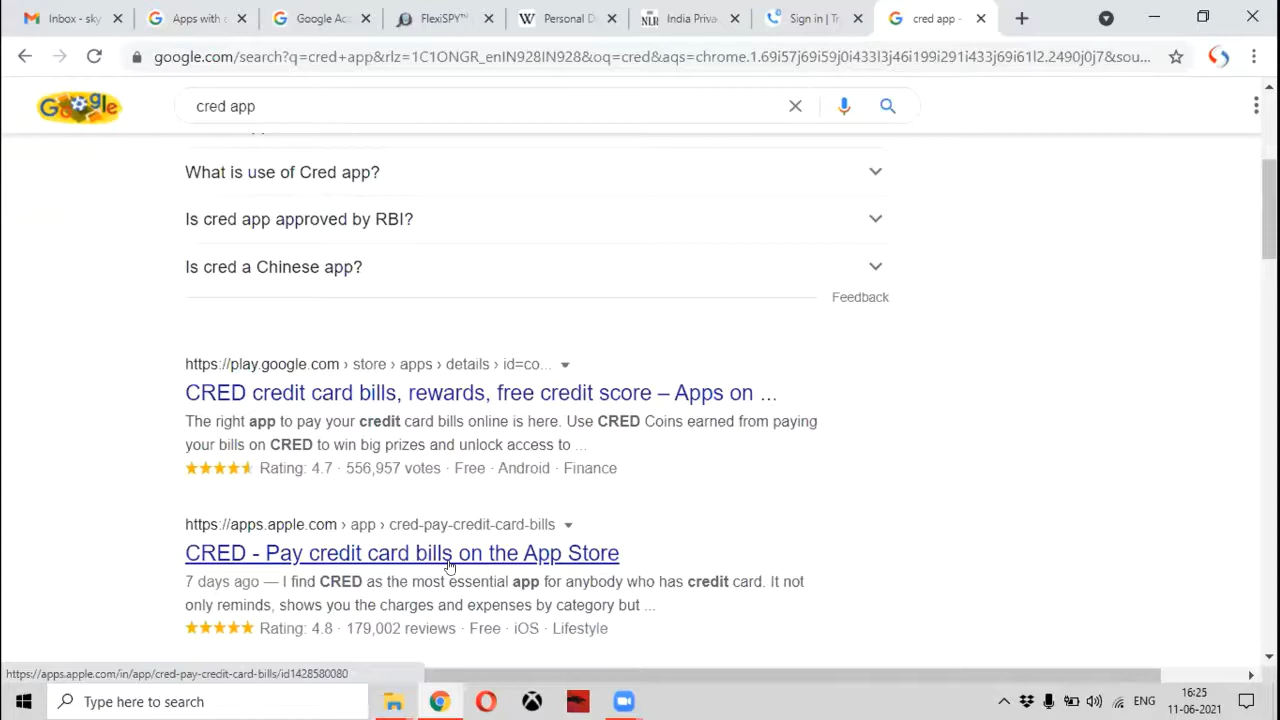 Inbox - sky
Apps with c
Google Acc
FlexiSPY™
Personal D
India Priva
Sign in | Tr
cred app -
google.com/search?q=cred+app&rlz=1C1ONGR_enIN928IN928&oq=cred&aqs=chrome.1.69i57j69i59j0i433l3j46i199i291i433j69i61l2.2490j0j7&sou...
Google
cred app
What is use of Cred app?
Is cred app approved by RBI?
Is cred a Chinese app?
Feedback
https://play.google.com › store › apps › details › id=co...
CRED credit card bills, rewards, free credit score – Apps on ...
The right app to pay your credit card bills online is here. Use CRED Coins earned from paying
your bills on CRED to win big prizes and unlock access to ...
Rating: 4.7 · 556,957 votes · Free · Android · Finance
https://apps.apple.com › app › cred-pay-credit-card-bills
CRED - Pay credit card bills on the App Store
7 days ago — I find CRED as the most essential app for anybody who has credit card. It not
only reminds, shows you the charges and expenses by category but ...
Rating: 4.8 · 179,002 reviews · Free · iOS · Lifestyle
https://apps.apple.com/in/app/cred-pay-credit-card-bills/id1428580080
Type here to search
ENG
16:25
11-06-2021